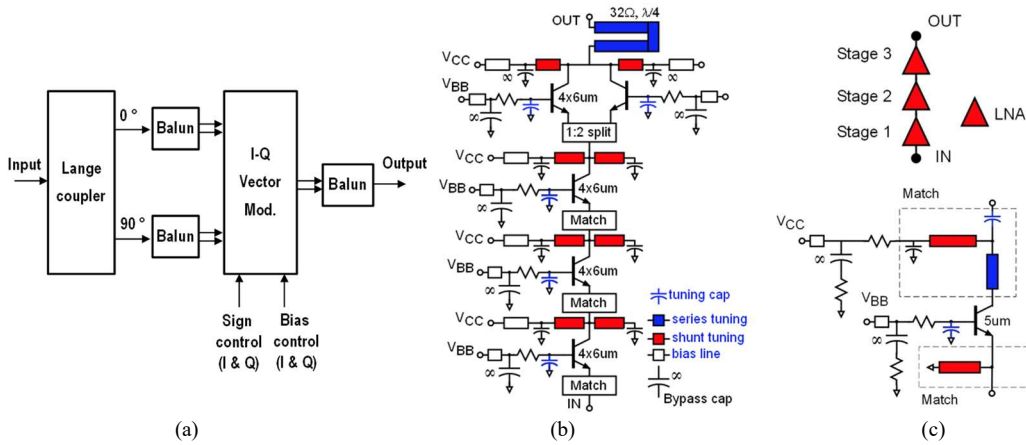 Input
Lange
coupler
0 °
90 °
Balun
Balun
I-Q
Vector
Mod.
Balun
Output
Sign
control
(I & Q)
Bias
control
(I & Q)
(a)
32Ω, λ/4
OUT
VCC
∞
∞
VBB
∞
4x6um
∞
1:2 split
VCC
VBB
∞
4x6um
Match
VCC
VBB
∞
4x6um
Match
VCC
VBB
∞
4x6um
Match
IN
tuning cap
series tuning
shunt tuning
bias line
∞
Bypass cap
(b)
OUT
Stage 3
Stage 2
Stage 1
IN
LNA
Match
VCC
∞
VBB
∞
5um
Match
(c)